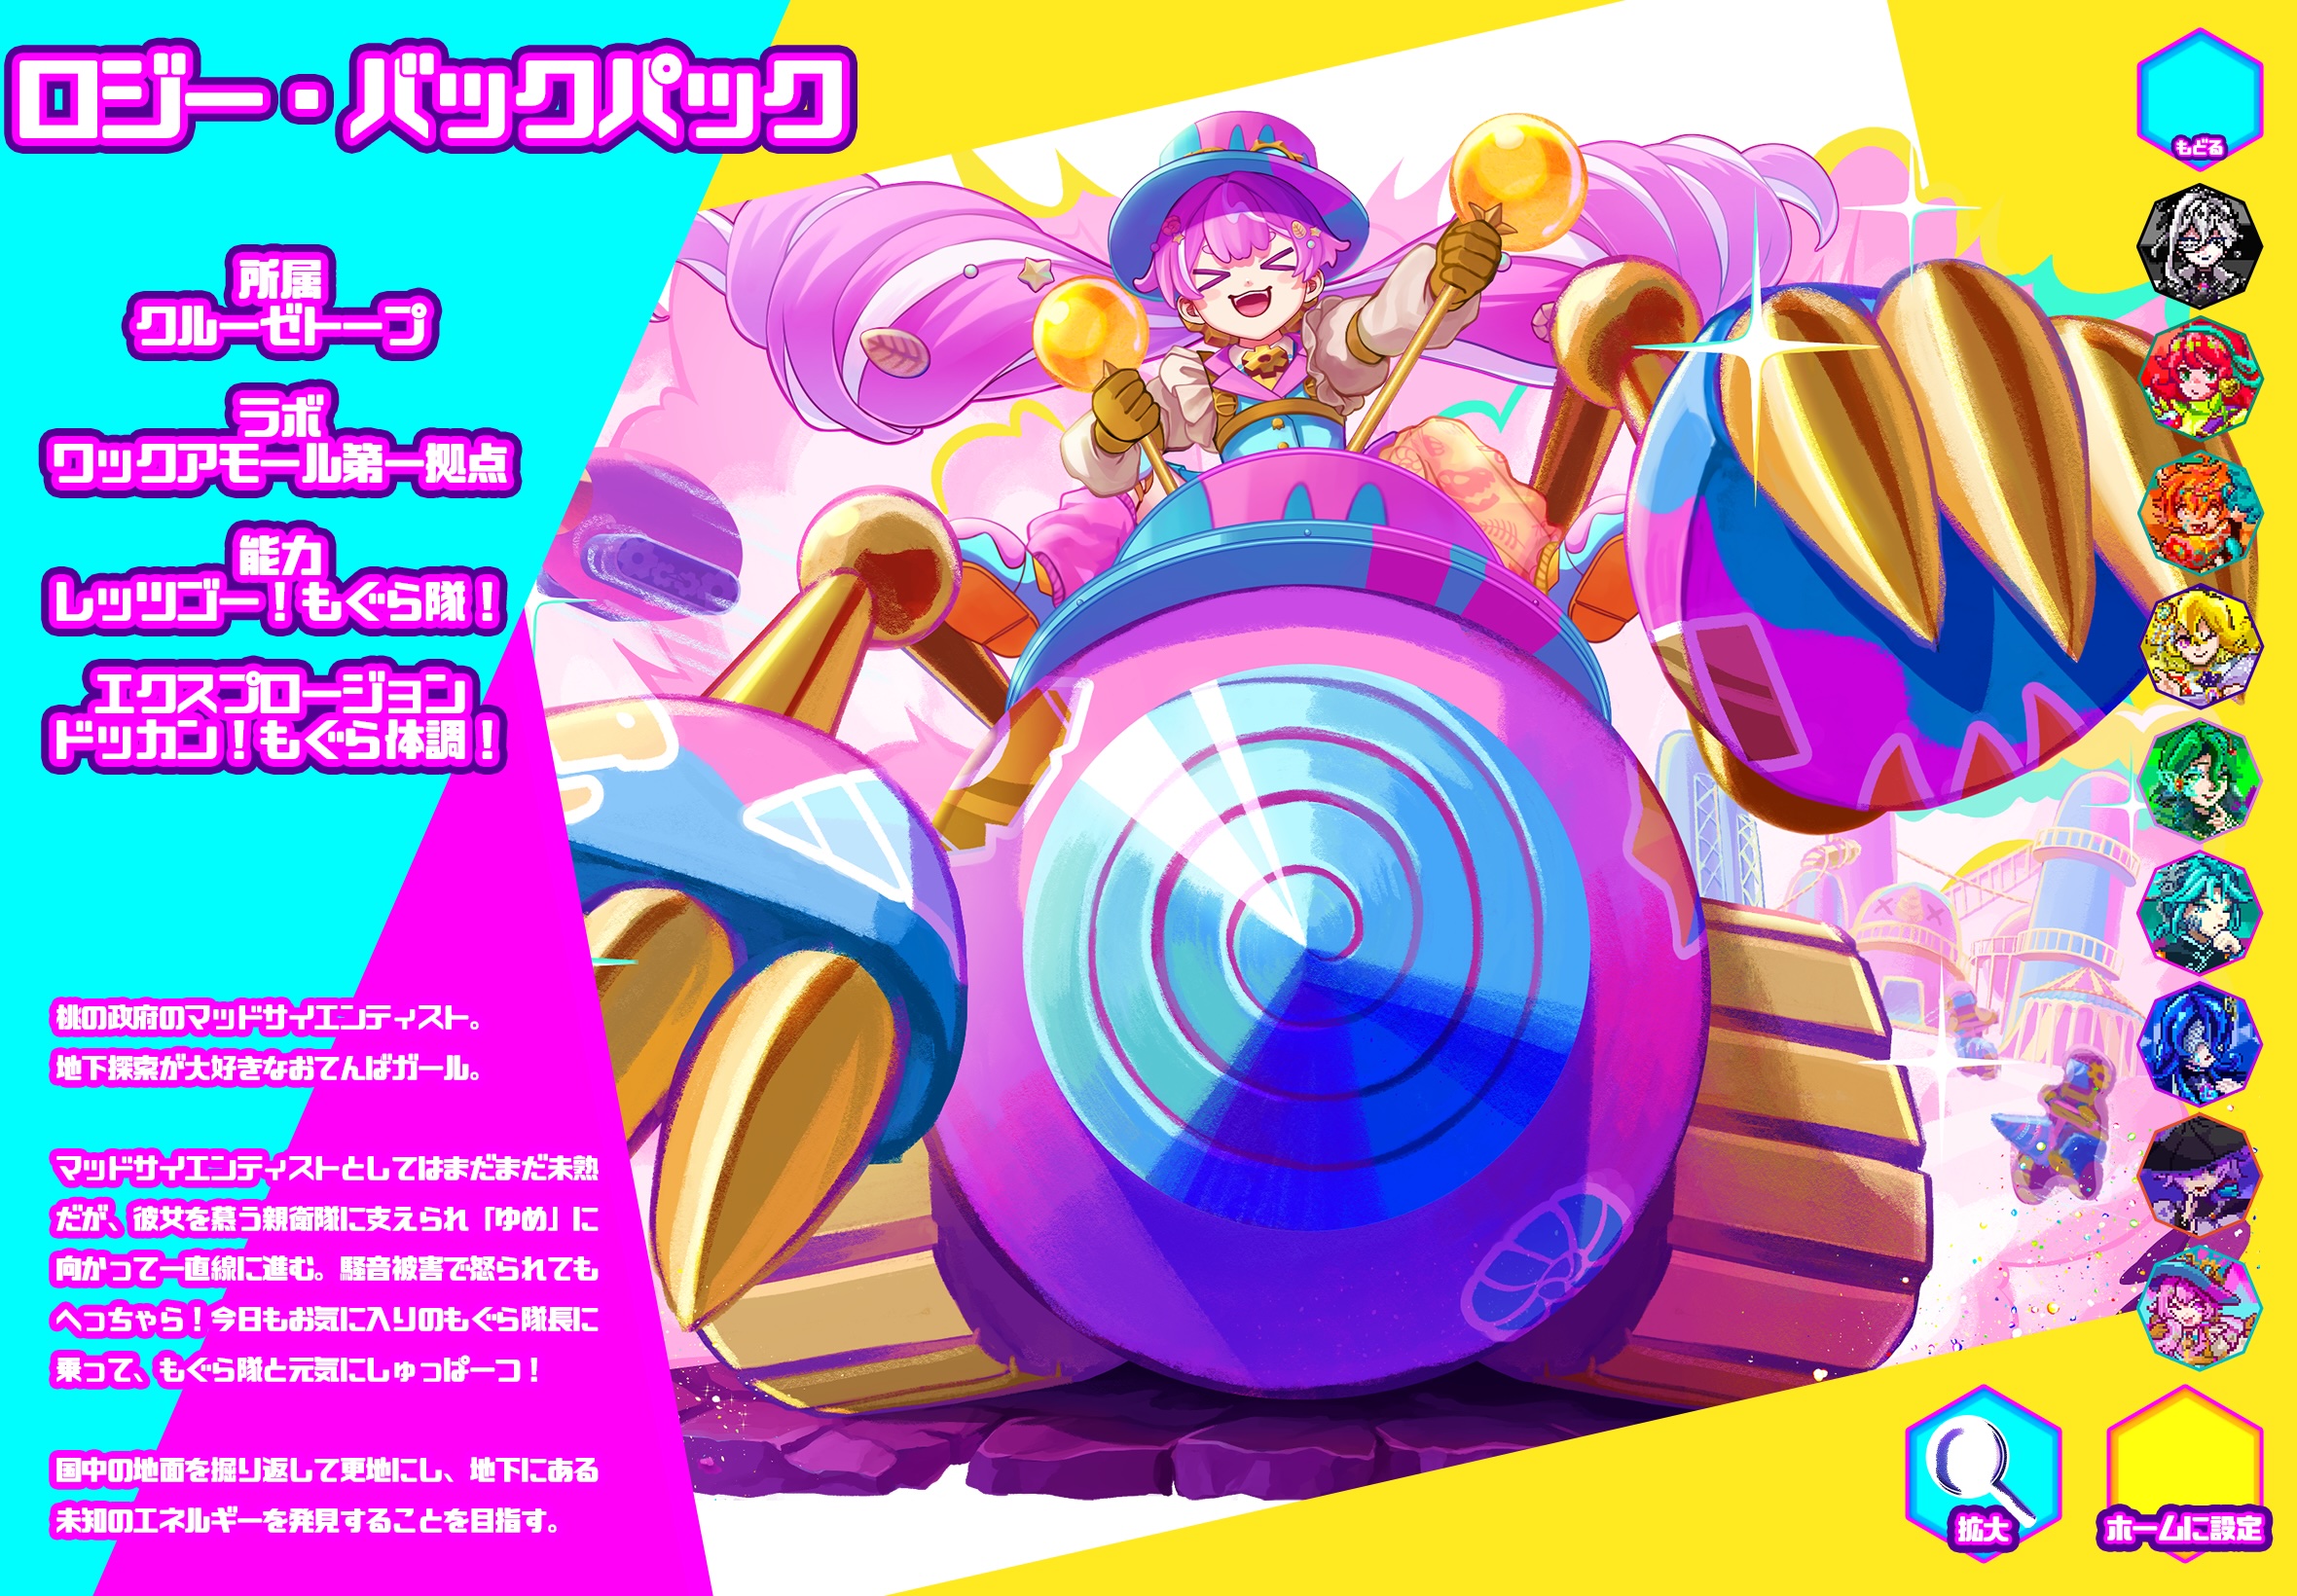 ロジー・バックパック
もどる
所属
クルーゼトープ
ラボ
ワックアモール第一拠点
能力
レッツゴー！もぐら隊！
エクスプロージョン
ドッカン！もぐら体調！
桃の政府のマッドサイエンティスト。
地下探索が大好きなおてんばガール。
マッドサイエンティストとしてはまだまだ未熟
だが、彼女を慕う親衛隊に支えられ「ゆめ」に
向かって一直線に進む。騒音被害で怒られても
へっちゃら！今日もお気に入りのもぐら隊長に
乗って、もぐら隊と元気にしゅっぱーつ！
国中の地面を掘り返して更地にし、地下にある
未知のエネルギーを発見することを目指す。
拡大
ホームに設定